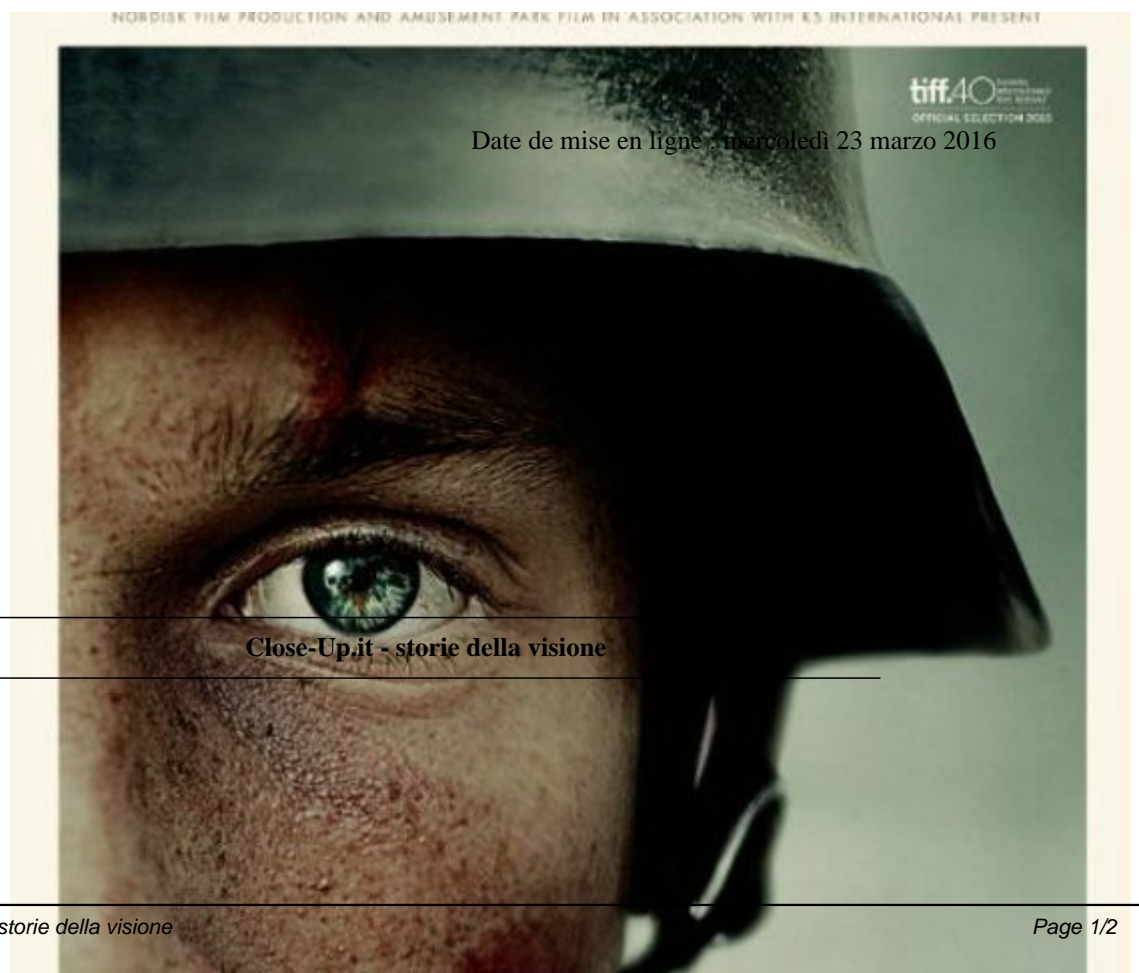 NORDISK FILM PRODUCTION AND AMUSEMENT PARK FILM IN ASSOCIATION WITH K5 INTERNATIONAL PRESENT
tiff.40
OFFICIAL SELECTION 2015
Date de mise en ligne : mercoledì 23 marzo 2016
Close-Up.it - storie della visione
storie della visione
Page 1/2